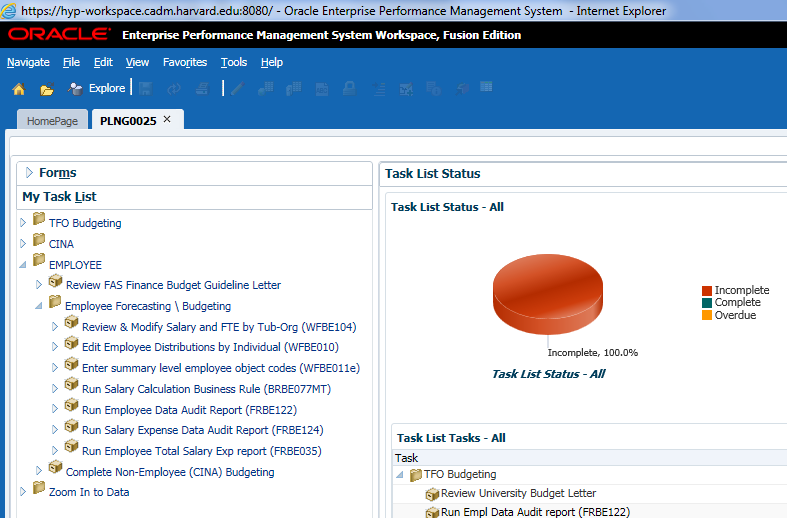 https://hyp-workspace.cadm.harvard.edu:8080/ - Oracle Enterprise Performance Management System - Internet Explorer
ORACLE® Enterprise Performance Management System Workspace, Fusion Edition
Navigate File Edit View Favorites Tools Help
Explore
HomePage PLNG0025 ×
Forms
My Task List
TFO Budgeting
CINA
EMPLOYEE
Review FAS Finance Budget Guideline Letter
Employee Forecasting \ Budgeting
Review & Modify Salary and FTE by Tub-Org (WFBE104)
Edit Employee Distributions by Individual (WFBE010)
Enter summary level employee object codes (WFBE011e)
Run Salary Calculation Business Rule (BRBE077MT)
Run Employee Data Audit Report (FRBE122)
Run Salary Expense Data Audit Report (FRBE124)
Run Employee Total Salary Exp report (FRBE035)
Complete Non-Employee (CINA) Budgeting
Zoom In to Data
Task List Status
Task List Status - All
Incomplete
Complete
Overdue
Incomplete, 100.0%
Task List Status - All
Task List Tasks - All
Task
TFO Budgeting
Review University Budget Letter
Run Empl Data Audit report (FRBE122)